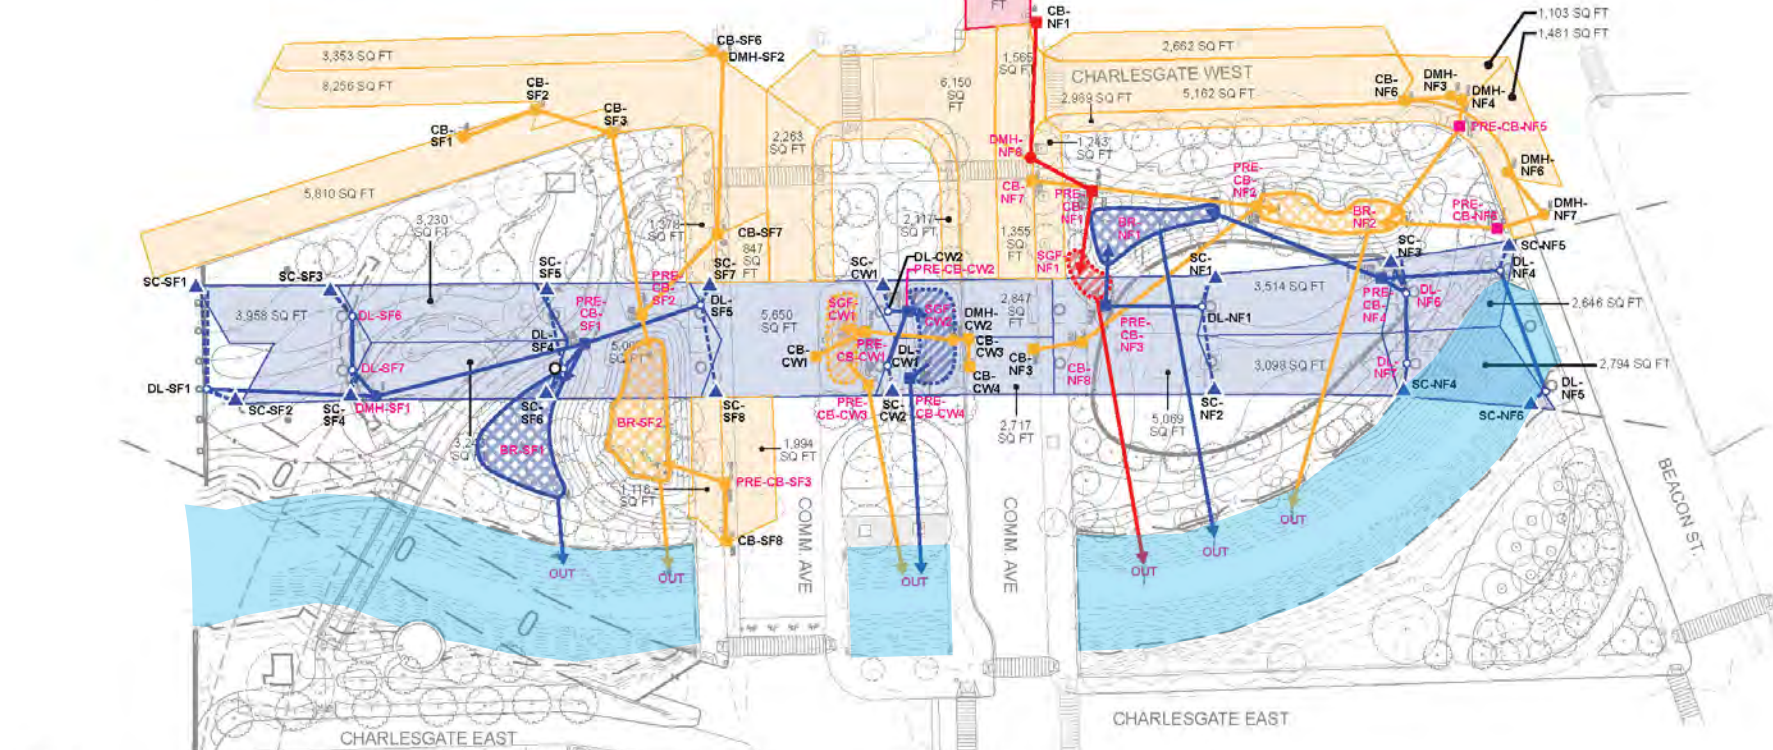 FT
CB-
NF1
1,103 SQ FT
1,481 SQ FT
CB-SF6
DMH-SF2
3,353 SQ FT
8,256 SQ FT
CB-
SF2
CB-
SF3
CB-
SF1
5,810 SQ FT
2,263
SQ FT
6,150
SQ
FT
1,565
SQ
FT
2,662 SQ FT
CHARLESGATE WEST
5,162 SQ FT
2,969 SQ FT
CB-
NF6
DMH-
NF3
DMH-
NF4
PRE-CB-NF5
DMH-
NF6
DMH-
NF7
DMH-
NF8
1,243
SQ FT
CB-
NF7
PRE-
CB-
NF1
PRE-
CB-
NF2
BR-
NF1
BR-
NF2
PRE-
1,355
SQ
FT
SGF-
NF1
3,230
SQ FT
1,378
SQ FT
CB-SF7
847
SQ
FT
2,117
SQ FT
SC-SF1
SC-SF3
SC-
SF5
SC-
SF7
PRE-
CB-
SF2
DL-
SF5
SC-
CW1
DL-CW2
PRE-CB-CW2
SC-
NF1
SC-
NF3
SC-NF5
DL-
NF4
DL-
NF6
PRE-
CB-
NF4
3,958 SQ FT
DL-SF6
PRE-
CB-
SF1
DL-
SF4
5,650
SQ FT
SGF-
CW1
2,847
SQ
FT
DMH-
CW2
CB-
CW3
CB-
CW4
CB-
CW1
PRE-
CB-CW1
DL-
CW1
CB-
NF3
CB-
NF8
PRE-
CB-
NF3
DL-NF1
3,514 SQ FT
2,646 SQ FT
2,794 SQ FT
3,098 SQ FT
DL-SF7
DL-SF1
SC-SF2
SC-
SF4
DMH-SF1
SC-
SF6
SC-
SF8
BR-SF1
BR-SF2
PRE-
CB-CW3
SC-
CW2
PRE-
CB-CW4
2,717
SQ FT
5,069
SQ FT
SC-
NF2
SC-NF4
SC-NF6
DL-
NF5
1,994
SQ FT
1,116
SQ FT
PRE-CB-SF3
CB-SF8
COMM. AVE
COMM. AVE
BEACON ST.
OUT
OUT
OUT
OUT
OUT
OUT
CHARLESGATE EAST
CHARLESGATE EAST